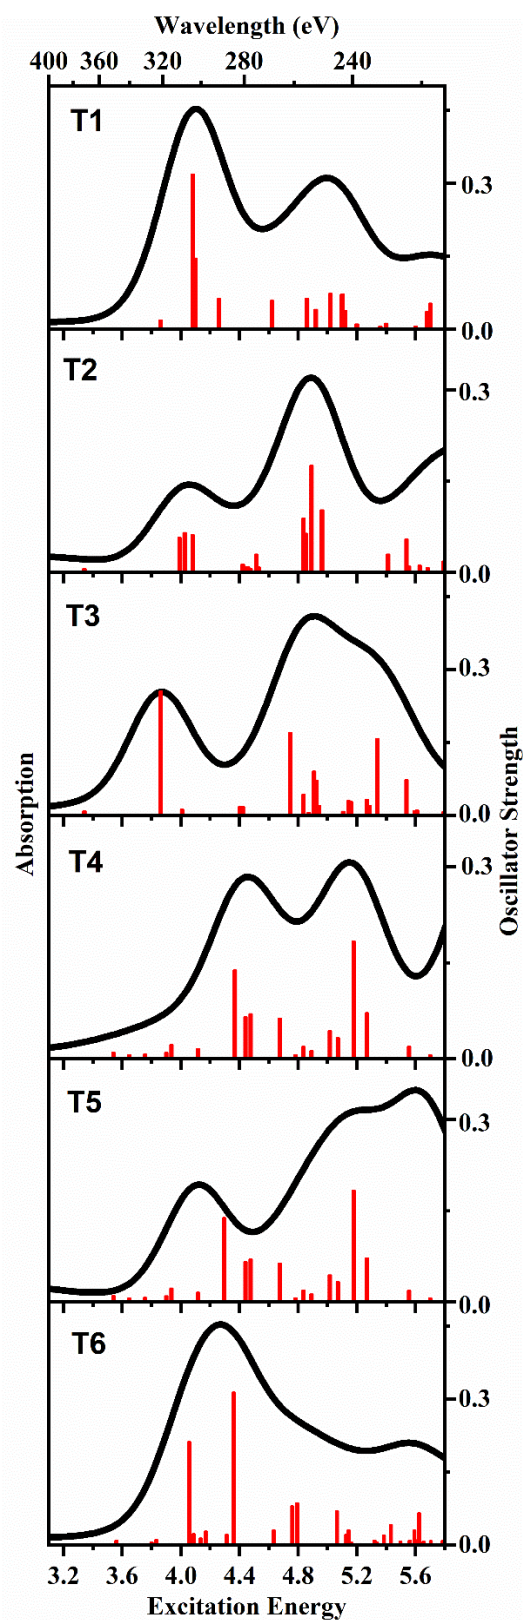 Wavelength (eV)
400 360 320 280 240
T1
0.3
0.0
T2
0.3
0.0
T3
0.3
0.0
Absorption
Oscillator Strength
T4
0.3
0.0
T5
0.3
0.0
T6
0.3
0.0
3.2 3.6 4.0 4.4 4.8 5.2 5.6
Excitation Energy